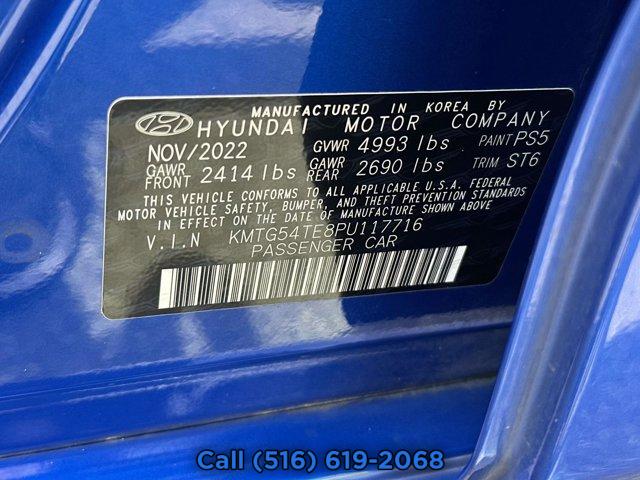 MANUFACTURED IN KOREA BY
HYUNDAI MOTOR COMPANY
NOV/2022 GVWR 4993 lbs PAINT PS5
GAWR FRONT 2414 lbs GAWR REAR 2690 lbs TRIM ST6
THIS VEHICLE CONFORMS TO ALL APPLICABLE U.S.A. FEDERAL
MOTOR VEHICLE SAFETY, BUMPER, AND THEFT PREVENTION STANDARDS
IN EFFECT ON THE DATE OF MANUFACTURE SHOWN ABOVE
V.I.N KMTG54TE8PU117716
PASSENGER CAR
Call (516) 619-2068